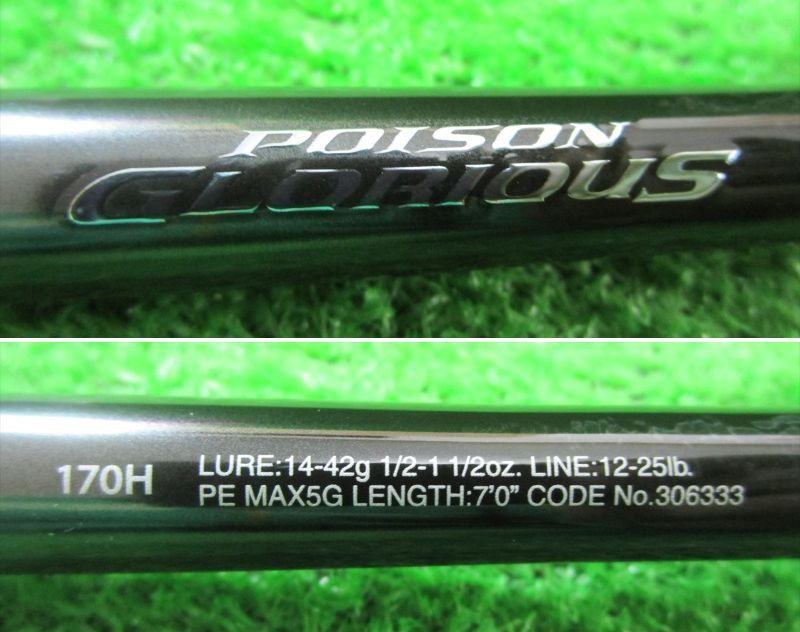 POISON
GLORIOUS
170H
LURE:14-42g 1/2-1 1/2oz. LINE:12-25lb.
PE MAX5G LENGTH:7'0" CODE No.306333